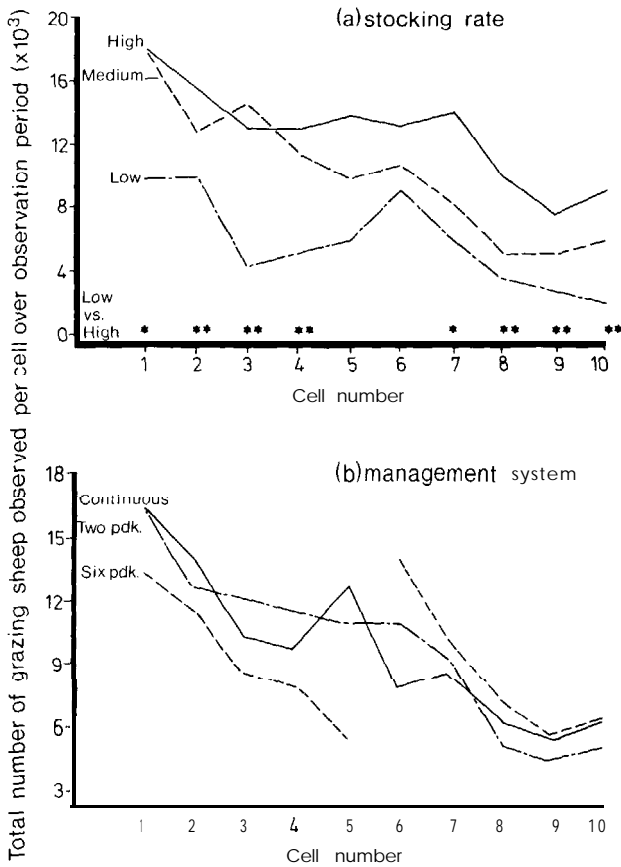 Total number of grazing sheep observed per cell over observation period (x10³)
(a) stocking rate
20
16
12
8
4
0
High
Medium
Low
Low
vs.
High
* ** ** ** * ** ** **
1 2 3 4 5 6 7 8 9 10
Cell number
(b) management system
18
15
12
9
6
3
Continuous
Two pdk.
Six pdk.
1 2 3 4 5 6 7 8 9 10
Cell number